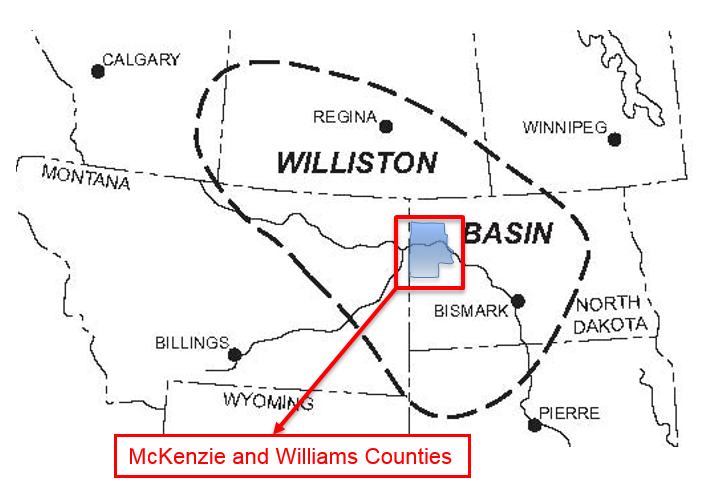 CALGARY
REGINA
WINNIPEG
WILLISTON
MONTANA
BASIN
BISMARK
NORTH
DAKOTA
BILLINGS
WYOMING
PIERRE
McKenzie and Williams Counties